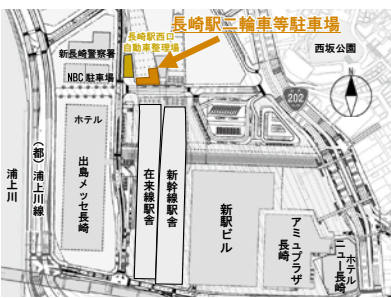 長崎駅二輪車等駐車場
長崎駅西口
自動車整理場
新長崎警察署
NBC 駐車場
西坂公園
202
ホテル
出島メッセ長崎
在来線駅舎
新幹線駅舎
新駅ビル
アミュプラザ
長崎
ホテル
ニュー長崎
(都)浦上川線
浦上川